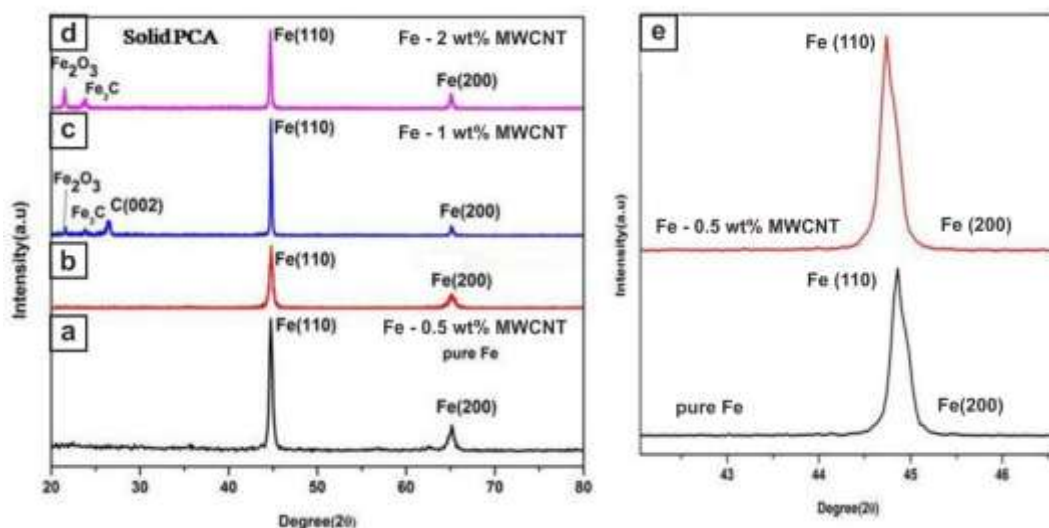 d
Solid PCA
Fe(110)
Fe - 2 wt% MWCNT
Fe2O3
Fe3C
Fe(200)
c
Fe(110)
Fe - 1 wt% MWCNT
Fe2O3
Fe3C
C(002)
Fe(200)
b
Fe(110)
Fe(200)
a
Fe(110)
Fe - 0.5 wt% MWCNT
pure Fe
Fe(200)
Intensity(a.u)
20 30 40 50 60 70 80
Degree(2θ)
e
Fe (110)
Fe - 0.5 wt% MWCNT
Fe (200)
Fe (110)
pure Fe
Fe(200)
Intensity(a.u)
43 44 45 46
Degree(2θ)